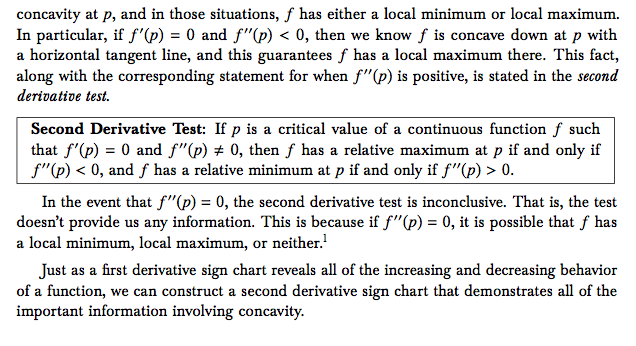 concavity at p, and in those situations, f has either a local minimum or local maximum.
In particular, if f′(p) = 0 and f″(p) < 0, then we know f is concave down at p with
a horizontal tangent line, and this guarantees f has a local maximum there. This fact,
along with the corresponding statement for when f″(p) is positive, is stated in the second
derivative test.
Second Derivative Test: If p is a critical value of a continuous function f such
that f′(p) = 0 and f″(p) ≠ 0, then f has a relative maximum at p if and only if
f″(p) < 0, and f has a relative minimum at p if and only if f″(p) > 0.
In the event that f″(p) = 0, the second derivative test is inconclusive. That is, the test
doesn’t provide us any information. This is because if f″(p) = 0, it is possible that f has
a local minimum, local maximum, or neither.¹
Just as a first derivative sign chart reveals all of the increasing and decreasing behavior
of a function, we can construct a second derivative sign chart that demonstrates all of the
important information involving concavity.